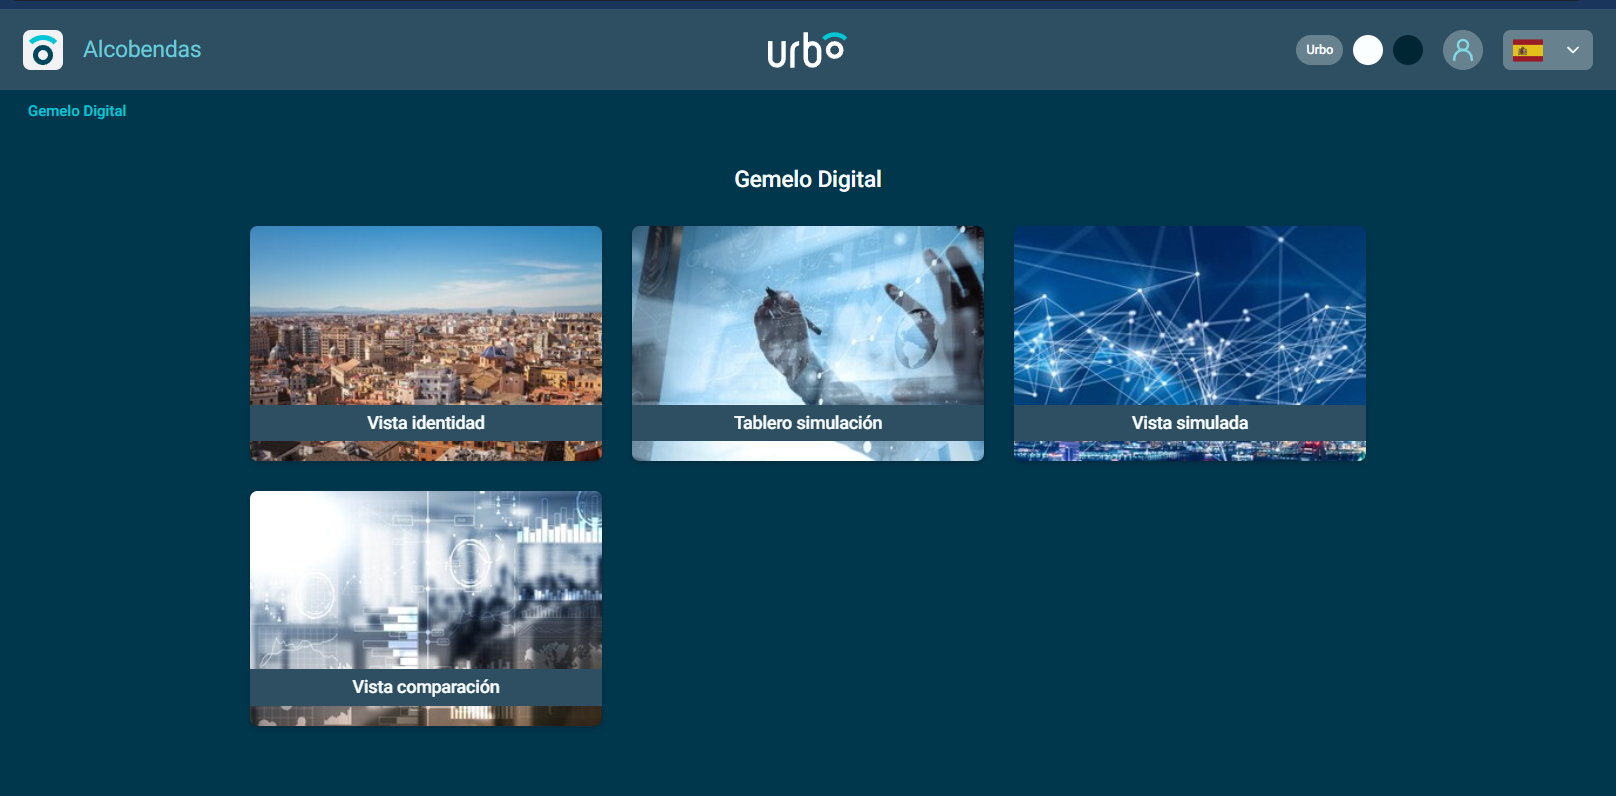 Alcobendas
urbo
Urbo
Gemelo Digital
Gemelo Digital
Vista identidad
Tablero simulación
Vista simulada
Vista comparación